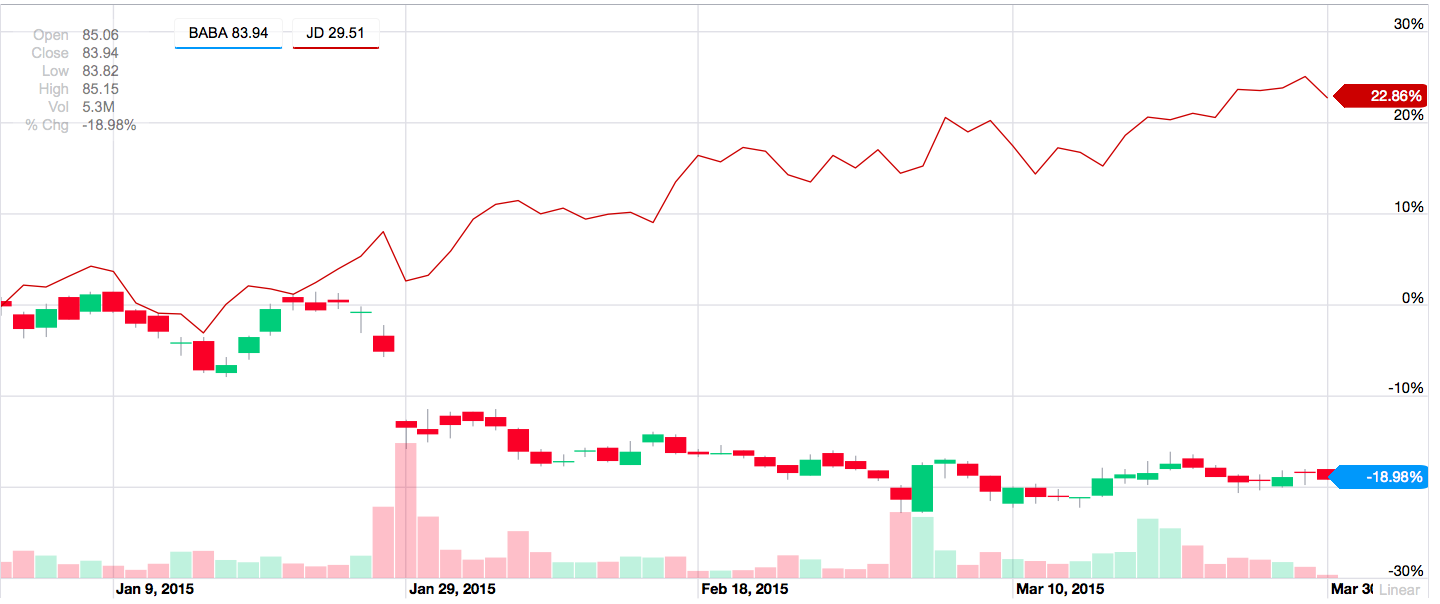 Open 85.06
Close 83.94
Low 83.82
High 85.15
Vol 5.3M
% Chg -18.98%
BABA 83.94 JD 29.51
30%
22.86%
20%
10%
0%
-10%
-18.98%
-30%
Jan 9, 2015 Jan 29, 2015 Feb 18, 2015 Mar 10, 2015 Mar 30 Linear